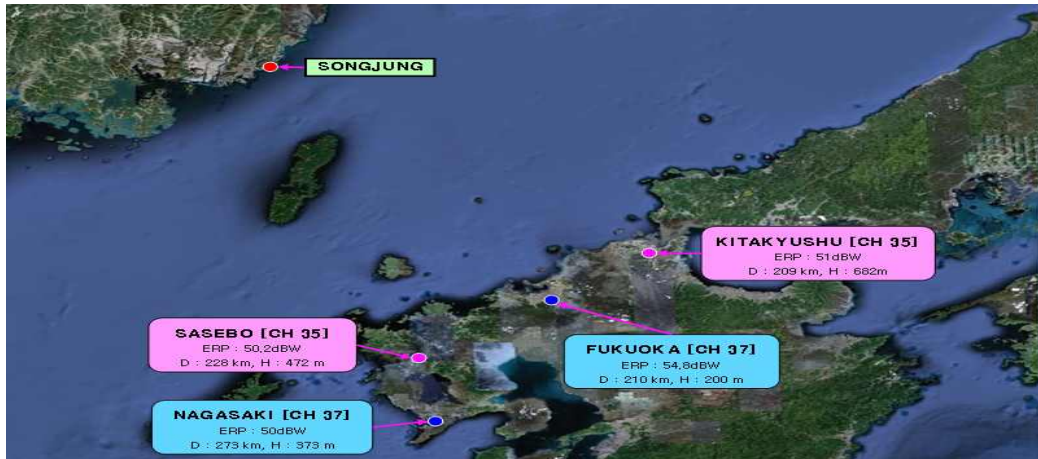 SONGJUNG
KITAKYUSHU [CH 35]
ERP : 51dBW
D : 209 km, H : 682m
SASEBO [CH 35]
ERP : 50.2dBW
D : 228 km, H : 472 m
FUKUOKA [CH 37]
ERP : 54.8dBW
D : 210 km, H : 200 m
NAGASAKI [CH 37]
ERP : 50dBW
D : 273 km, H : 373 m